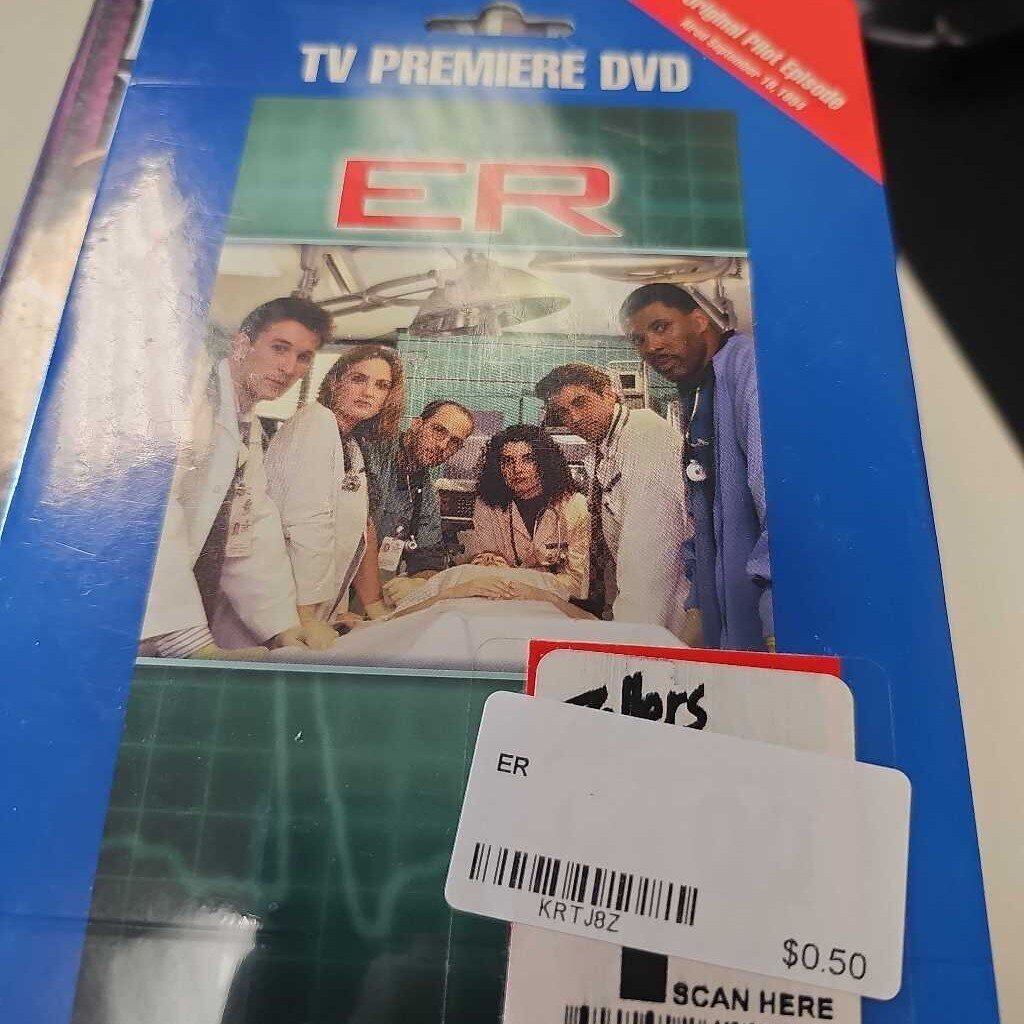 TV PREMIERE DVD
Original Pilot Episode
ER
ER
KRTJ8Z
$0.50
SCAN HERE